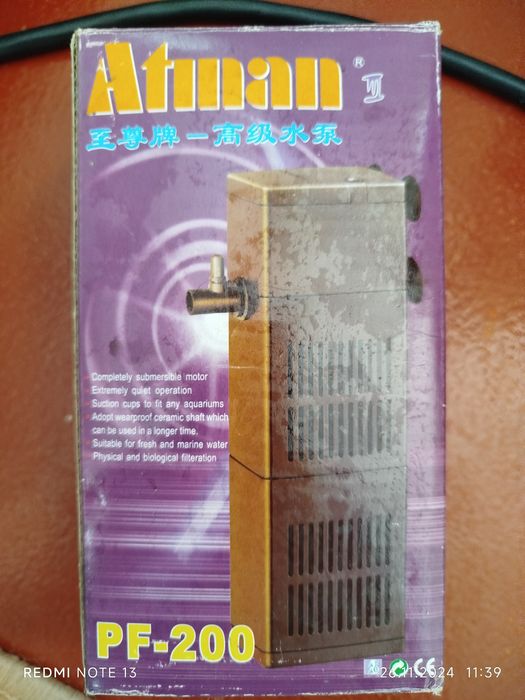 Atman ®
至尊牌－高级水泵
Completely submersible motor
Extremely quiet operation
Suction cups to fit any aquariums
Adopt wearproof ceramic shaft which
can be used in a longer time.
Suitable for fresh and marine water
Physical and biological filteration
PF-200
CE
REDMI NOTE 13
26.11.2024 11:39